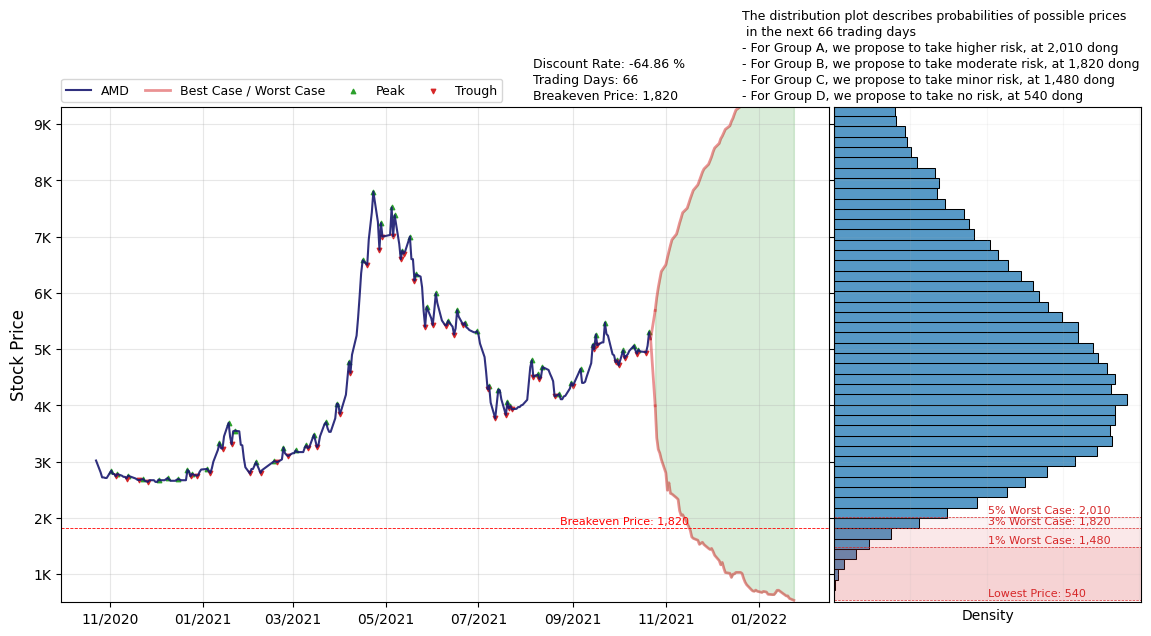 The distribution plot describes probabilities of possible prices
in the next 66 trading days
- For Group A, we propose to take higher risk, at 2,010 dong
- For Group B, we propose to take moderate risk, at 1,820 dong
- For Group C, we propose to take minor risk, at 1,480 dong
- For Group D, we propose to take no risk, at 540 dong
Discount Rate: -64.86 %
Trading Days: 66
Breakeven Price: 1,820
AMD Best Case / Worst Case Peak Trough
Stock Price
9K
8K
7K
6K
5K
4K
3K
2K
1K
Breakeven Price: 1,820
5% Worst Case: 2,010
3% Worst Case: 1,820
1% Worst Case: 1,480
Lowest Price: 540
11/2020 01/2021 03/2021 05/2021 07/2021 09/2021 11/2021 01/2022
Density